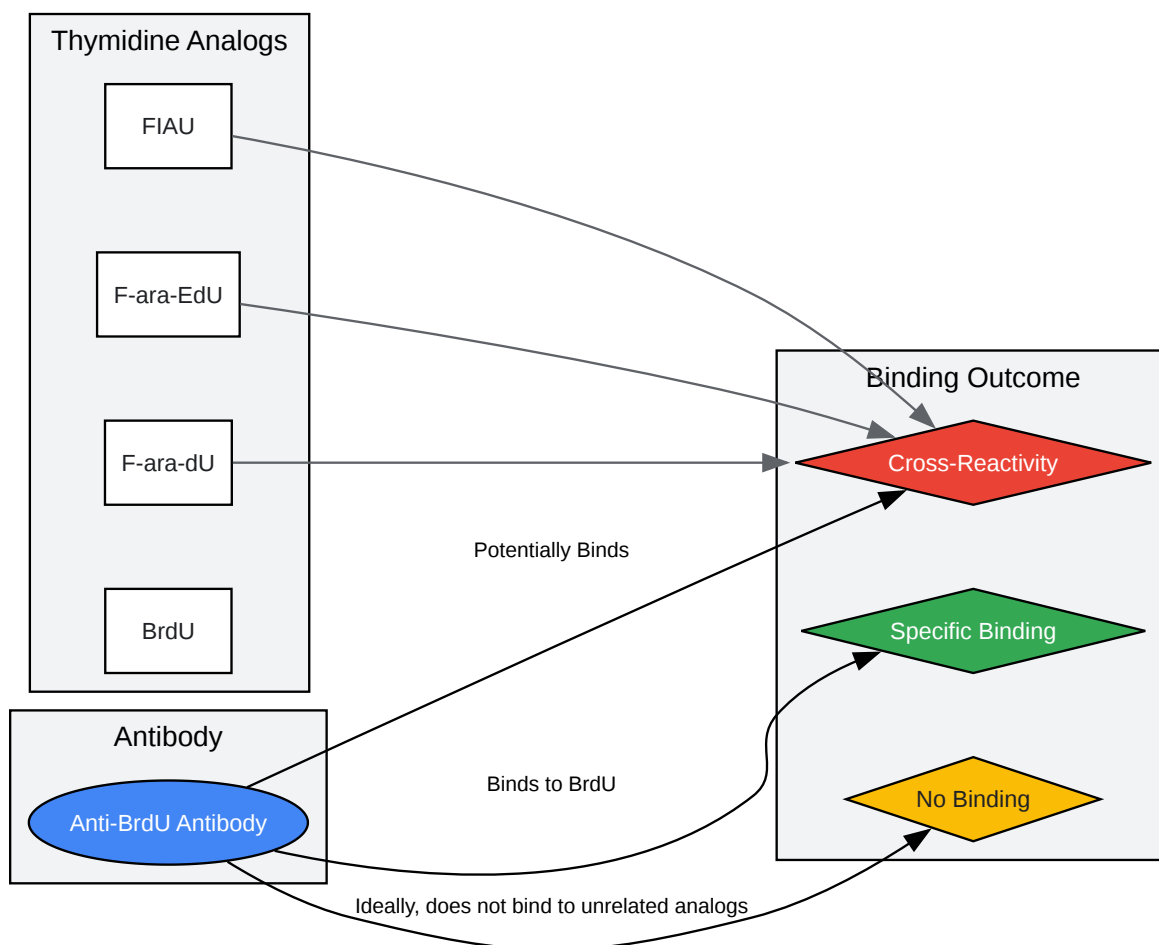 Thymidine Analogs
FIAU
F-ara-EdU
F-ara-dU
BrdU
Antibody
Anti-BrdU Antibody
Potentially Binds
Binds to BrdU
Ideally, does not bind to unrelated analogs
Binding Outcome
Cross-Reactivity
Specific Binding
No Binding